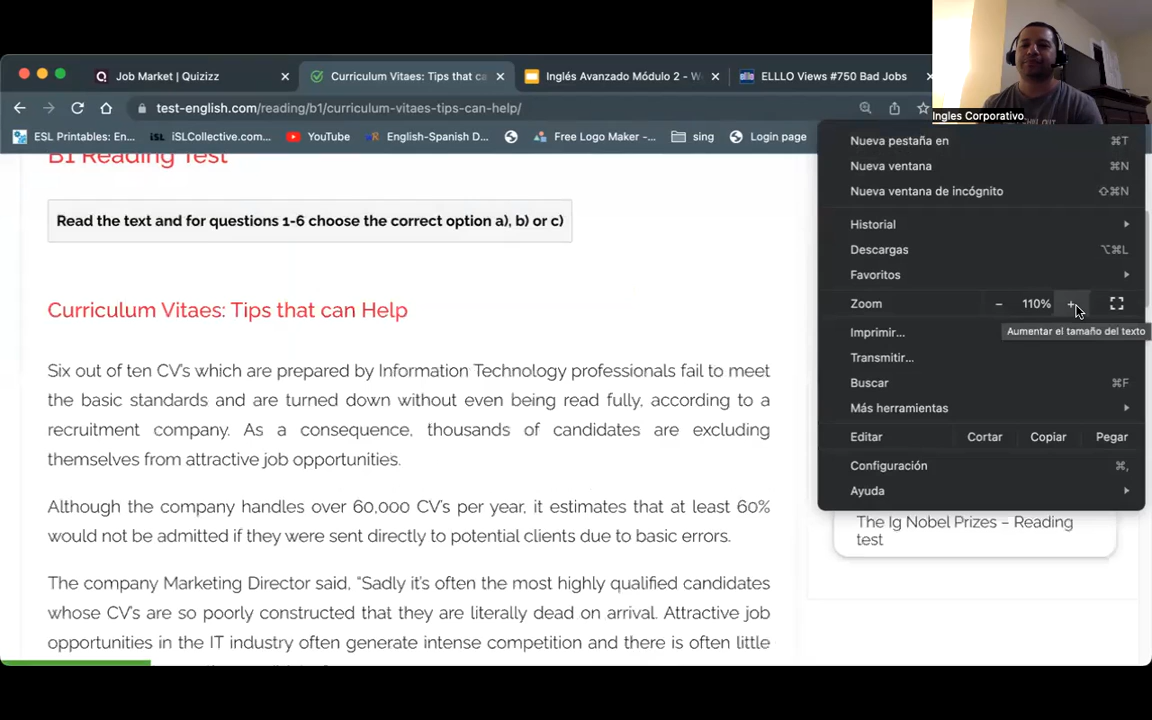 Job Market | Quizizz
Curriculum Vitaes: Tips that ca
Inglés Avanzado Módulo 2 - W
ELLLO Views #750 Bad Jobs
test-english.com/reading/b1/curriculum-vitaes-tips-can-help/
Ingles Corporativo.
ESL Printables: En...
iSL
iSLCollective.com...
YouTube
English-Spanish D...
Free Logo Maker -...
sing
Login page
B1 Reading Test
Read the text and for questions 1-6 choose the correct option a), b) or c)
Curriculum Vitaes: Tips that can Help
Six out of ten CV's which are prepared by Information Technology professionals fail to meet
the basic standards and are turned down without even being read fully, according to a
recruitment company. As a consequence, thousands of candidates are excluding
themselves from attractive job opportunities.
Although the company handles over 60,000 CV's per year, it estimates that at least 60%
would not be admitted if they were sent directly to potential clients due to basic errors.
The company Marketing Director said, “Sadly it's often the most highly qualified candidates
whose CV's are so poorly constructed that they are literally dead on arrival. Attractive job
opportunities in the IT industry often generate intense competition and there is often little
Nueva pestaña en ⌘T
Nueva ventana ⌘N
Nueva ventana de incógnito ⇧⌘N
Historial
Descargas ⌥⌘L
Favoritos
Zoom − 110% +
Aumentar el tamaño del texto
Imprimir...
Transmitir...
Buscar ⌘F
Más herramientas
Editar Cortar Copiar Pegar
Configuración ⌘,
Ayuda
The Ig Nobel Prizes – Reading
test